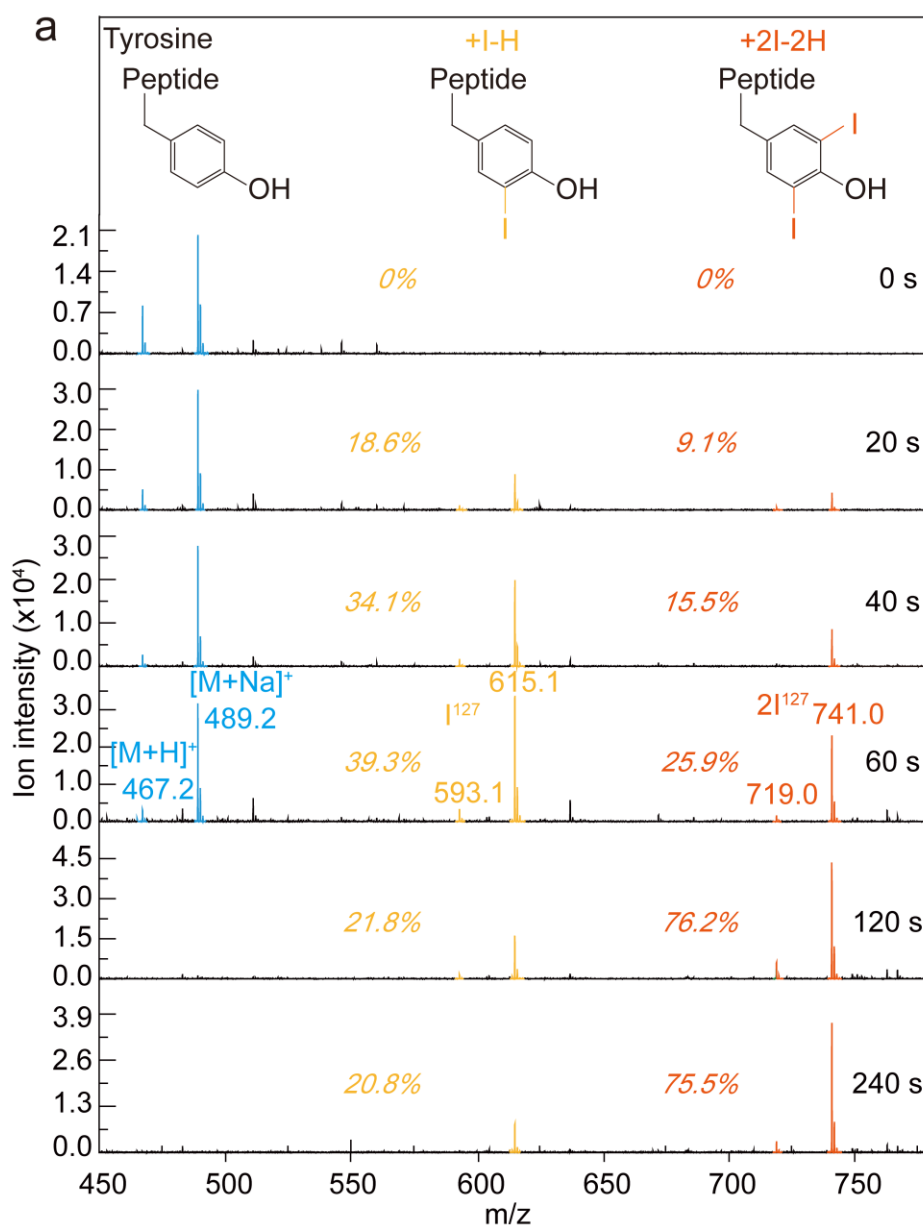 a
Tyrosine +I-H +2I-2H
Peptide Peptide Peptide
I
OH OH OH
I I
2.1
1.4
0.7
0.0
0% 0% 0 s
3.0
2.0
1.0
0.0
18.6% 9.1% 20 s
3.0
2.0
1.0
0.0
34.1% 15.5% 40 s
[M+Na]⁺ 615.1
489.2 I¹²⁷ 2I¹²⁷ 741.0
[M+H]⁺ 39.3% 25.9% 60 s
467.2 593.1 719.0
3.0
2.0
1.0
0.0
4.5
3.0
1.5
0.0
21.8% 76.2% 120 s
3.9
2.6
1.3
0.0
20.8% 75.5% 240 s
Ion intensity (x10⁴)
450 500 550 600 650 700 750
m/z